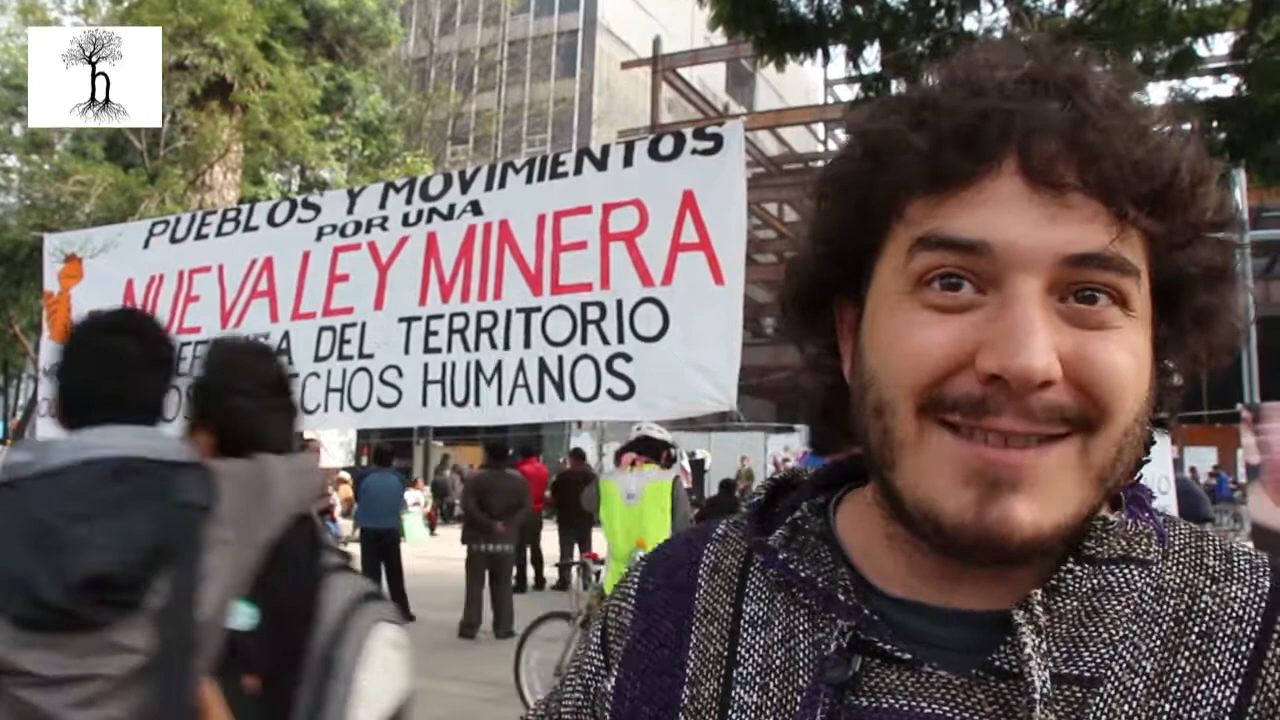 h
PUEBLOS Y MOVIMIENTOS
POR UNA
NUEVA LEY MINERA
DEL TERRITORIO
HUMANOS